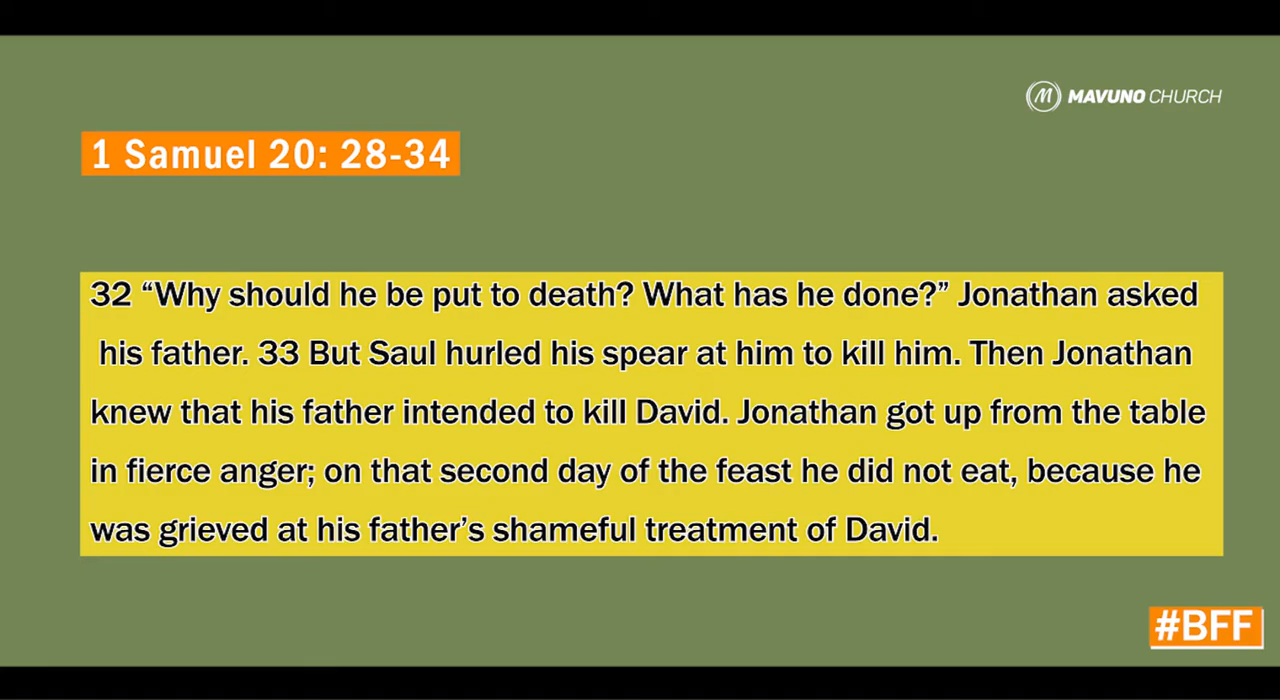 MAVUNO CHURCH
1 Samuel 20: 28-34
32 “Why should he be put to death? What has he done?” Jonathan asked
his father. 33 But Saul hurled his spear at him to kill him. Then Jonathan
knew that his father intended to kill David. Jonathan got up from the table
in fierce anger; on that second day of the feast he did not eat, because he
was grieved at his father’s shameful treatment of David.
#BFF